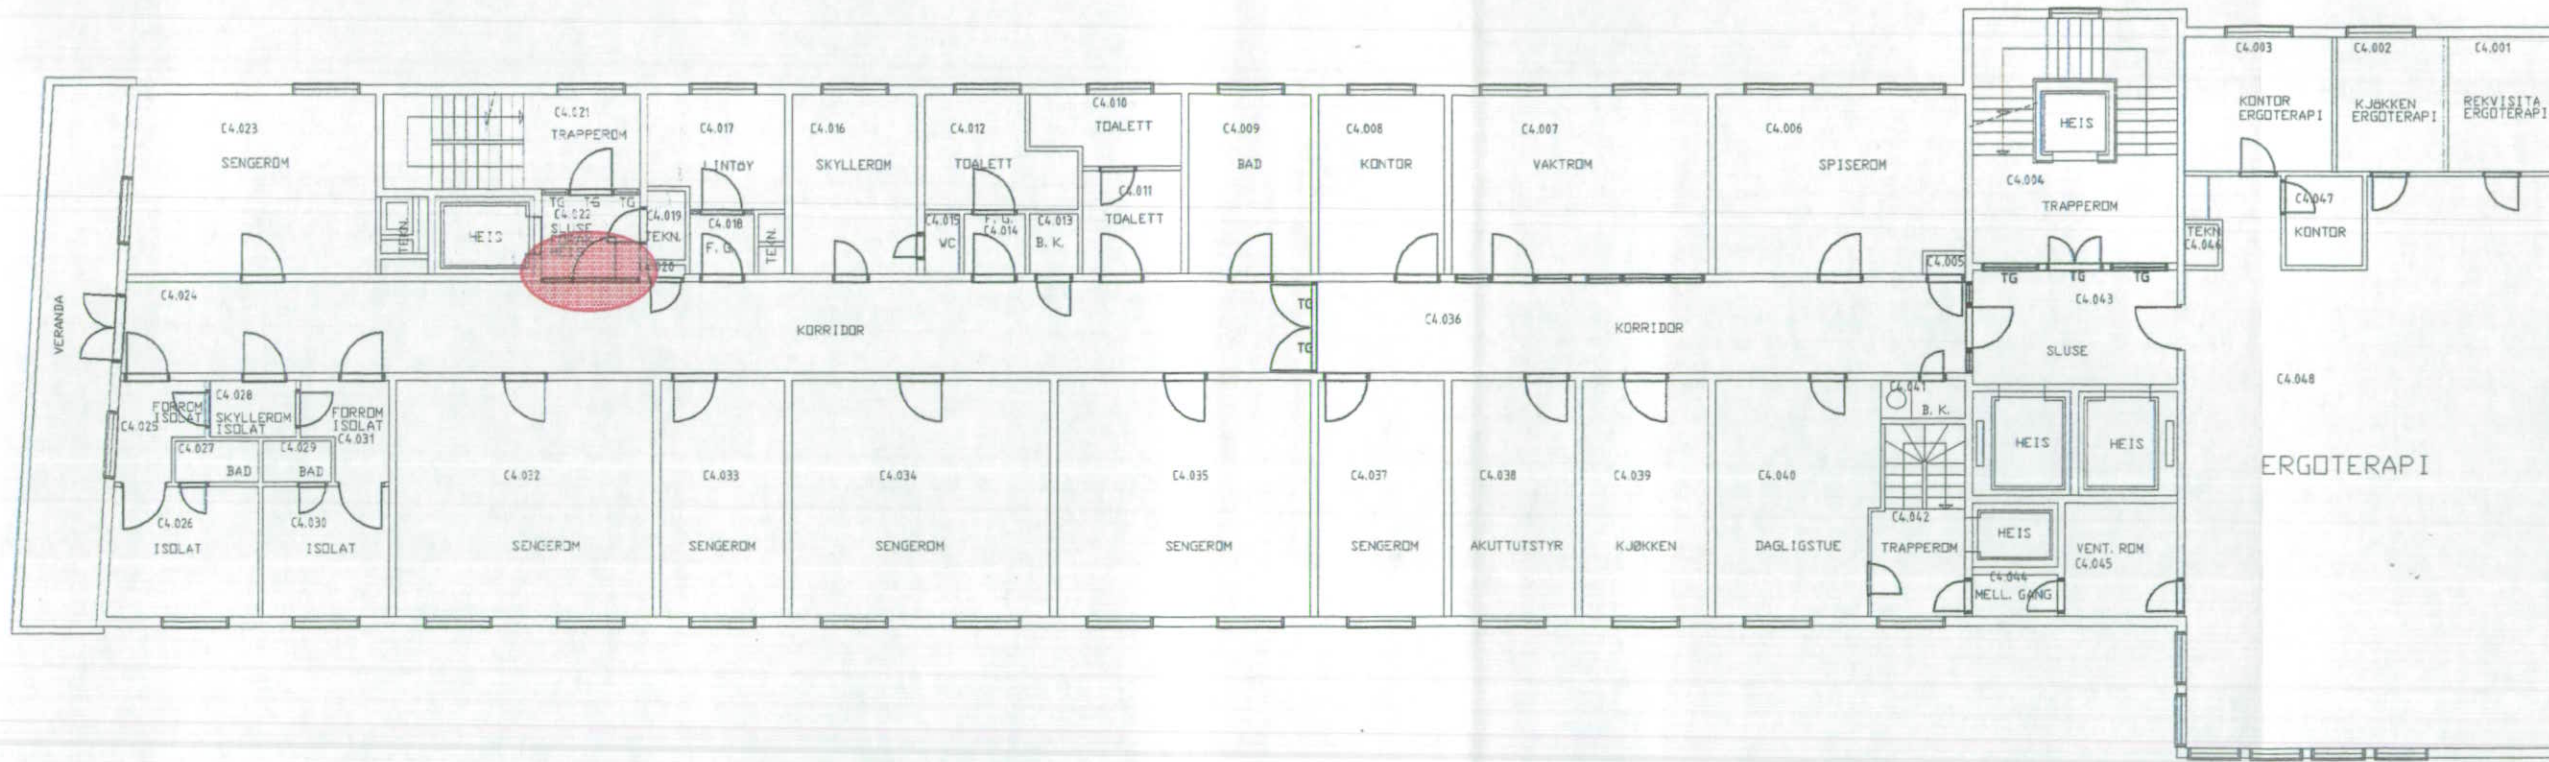 C4.003
C4.002
C4.001
KONTOR
ERGOTERAPI
KJØKKEN
ERGOTERAPI
REKVISITA
ERGOTERAPI
C4.023
SENGEROM
C4.021
TRAPPEROM
C4.017
LINTØY
C4.016
SKYLLEROM
C4.012
TOALETT
C4.010
TOALETT
C4.009
BAD
C4.008
KONTOR
C4.007
VAKTROM
C4.006
SPISEROM
HEIS
C4.004
TRAPPEROM
C4.047
KONTOR
TEKN
C4.046
TEKN.
HEIS
TG TG TG
C4.022
SLUSE
C4.019
TEKN.
C4.018
F. G.
TEKN.
C4.015
WC
F. G.
C4.014
C4.013
B. K.
C4.011
TOALETT
C4.005
TG TG TG
C4.043
SLUSE
VERANDA
C4.024
KORRIDOR
TG
TG
C4.036
KORRIDOR
C4.048
ERGOTERAPI
FORROM
ISOLAT
C4.025
C4.028
SKYLLEROM
ISOLAT
FORROM
ISOLAT
C4.031
C4.027
BAD
C4.029
BAD
C4.026
ISOLAT
C4.030
ISOLAT
C4.032
SENGEROM
C4.033
SENGEROM
C4.034
SENGEROM
C4.035
SENGEROM
C4.037
SENGEROM
C4.038
AKUTTUTSTYR
C4.039
KJØKKEN
C4.040
DAGLIGSTUE
C4.041
B. K.
C4.042
TRAPPEROM
HEIS
HEIS
HEIS
C4.044
MELL. GANG
VENT. ROM
C4.045